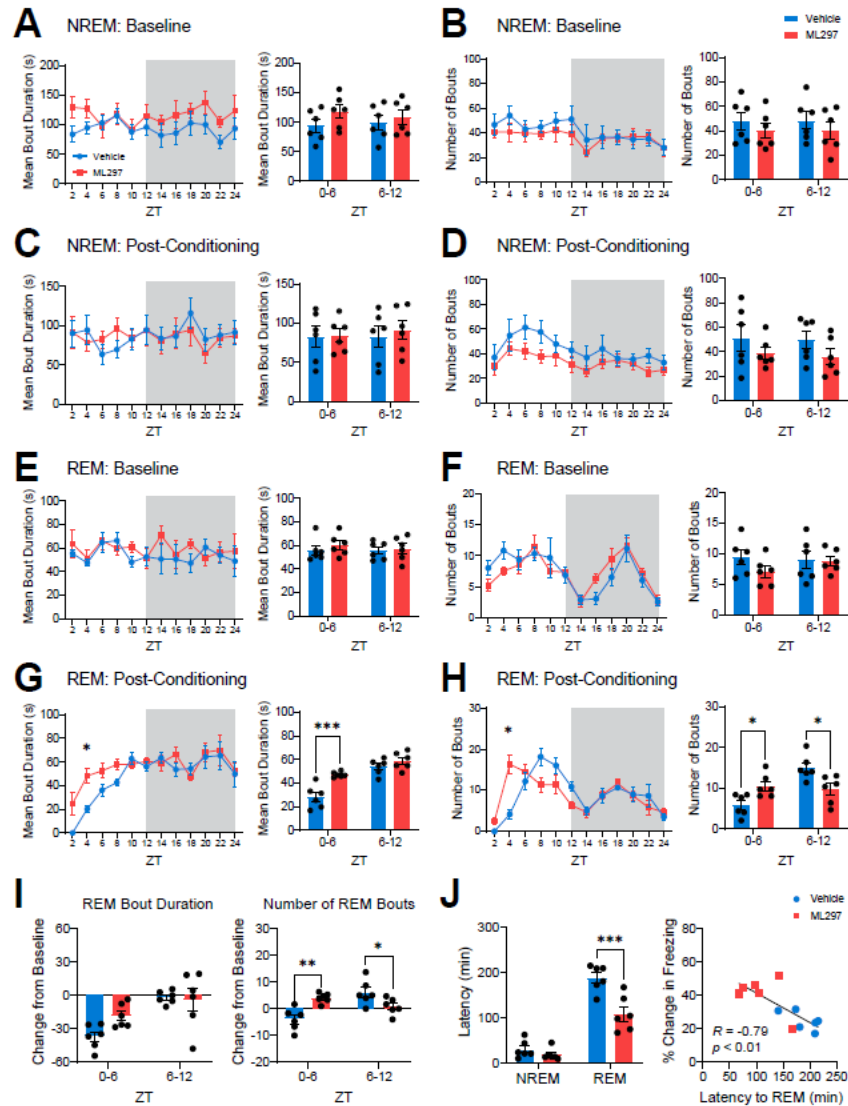 A NREM: Baseline
Mean Bout Duration (s)
200
150
100
50
0
Vehicle
ML297
2 4 6 8 10 12 14 16 18 20 22 24
ZT
Mean Bout Duration (s)
200
150
100
50
0
0-6 6-12
ZT
B NREM: Baseline
Vehicle
ML297
Number of Bouts
100
80
60
40
20
0
2 4 6 8 10 12 14 16 18 20 22 24
ZT
Number of Bouts
100
80
60
40
20
0
0-6 6-12
ZT
C NREM: Post-Conditioning
Mean Bout Duration (s)
150
100
50
0
2 4 6 8 10 12 14 16 18 20 22 24
ZT
Mean Bout Duration (s)
150
100
50
0
0-6 6-12
ZT
D NREM: Post-Conditioning
Number of Bouts
100
80
60
40
20
0
2 4 6 8 10 12 14 16 18 20 22 24
ZT
Number of Bouts
100
80
60
40
20
0
0-6 6-12
ZT
E REM: Baseline
Mean Bout Duration (s)
100
80
60
40
20
0
2 4 6 8 10 12 14 16 18 20 22 24
ZT
Mean Bout Duration (s)
100
80
60
40
20
0
0-6 6-12
ZT
F REM: Baseline
Number of Bouts
20
15
10
5
0
2 4 6 8 10 12 14 16 18 20 22 24
ZT
Number of Bouts
20
15
10
5
0
0-6 6-12
ZT
G REM: Post-Conditioning
Mean Bout Duration (s)
100
80
60
40
20
0
*
2 4 6 8 10 12 14 16 18 20 22 24
ZT
Mean Bout Duration (s)
100
80
60
40
20
0
***
0-6 6-12
ZT
H REM: Post-Conditioning
Number of Bouts
30
20
10
0
*
2 4 6 8 10 12 14 16 18 20 22 24
ZT
Number of Bouts
30
20
10
0
* *
0-6 6-12
ZT
I REM Bout Duration
Change from Baseline
60
30
0
-30
-60
0-6 6-12
ZT
Number of REM Bouts
Change from Baseline
30
20
10
0
-10
-20
** *
0-6 6-12
ZT
J
Latency (min)
300
200
100
0
***
NREM REM
Vehicle
ML297
% Change in Freezing
80
60
40
20
0
R = -0.79
p < 0.01
0 50 100 150 200 250
Latency to REM (min)